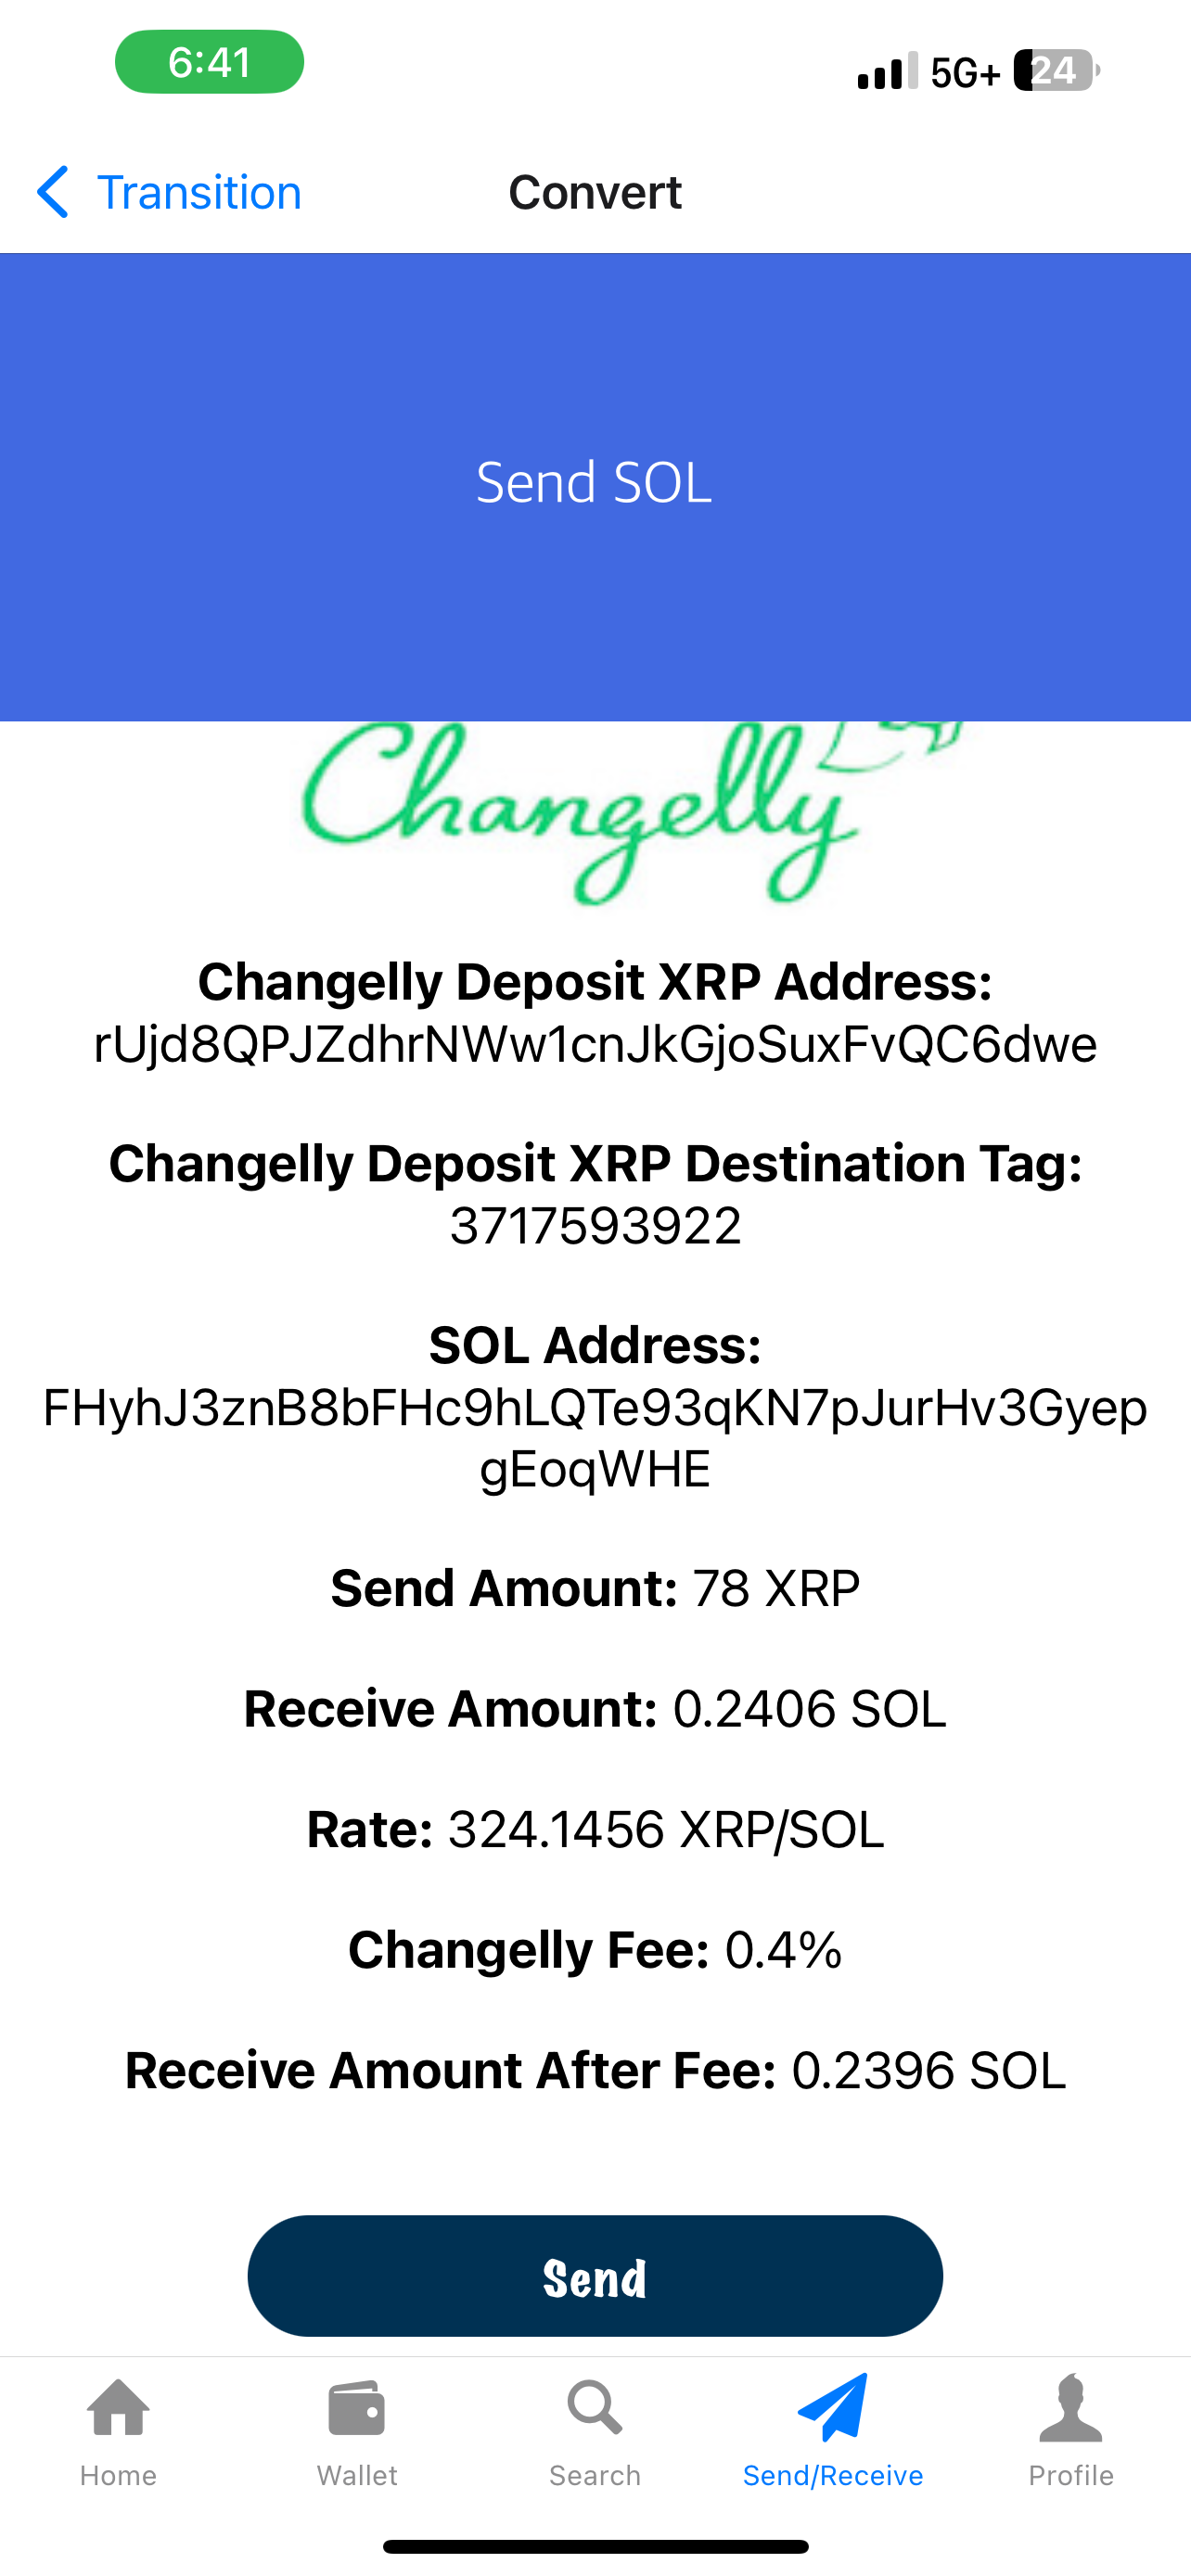 6:41
5G+ 24
Transition
Convert
Send SOL
Changelly
Changelly Deposit XRP Address:
rUjd8QPJZdhrNWw1cnJkGjoSuxFvQC6dwe
Changelly Deposit XRP Destination Tag:
3717593922
SOL Address:
FHyhJ3znB8bFHc9hLQTe93qKN7pJurHv3Gyep
gEoqWHE
Send Amount: 78 XRP
Receive Amount: 0.2406 SOL
Rate: 324.1456 XRP/SOL
Changelly Fee: 0.4%
Receive Amount After Fee: 0.2396 SOL
Send
Home
Wallet
Search
Send/Receive
Profile